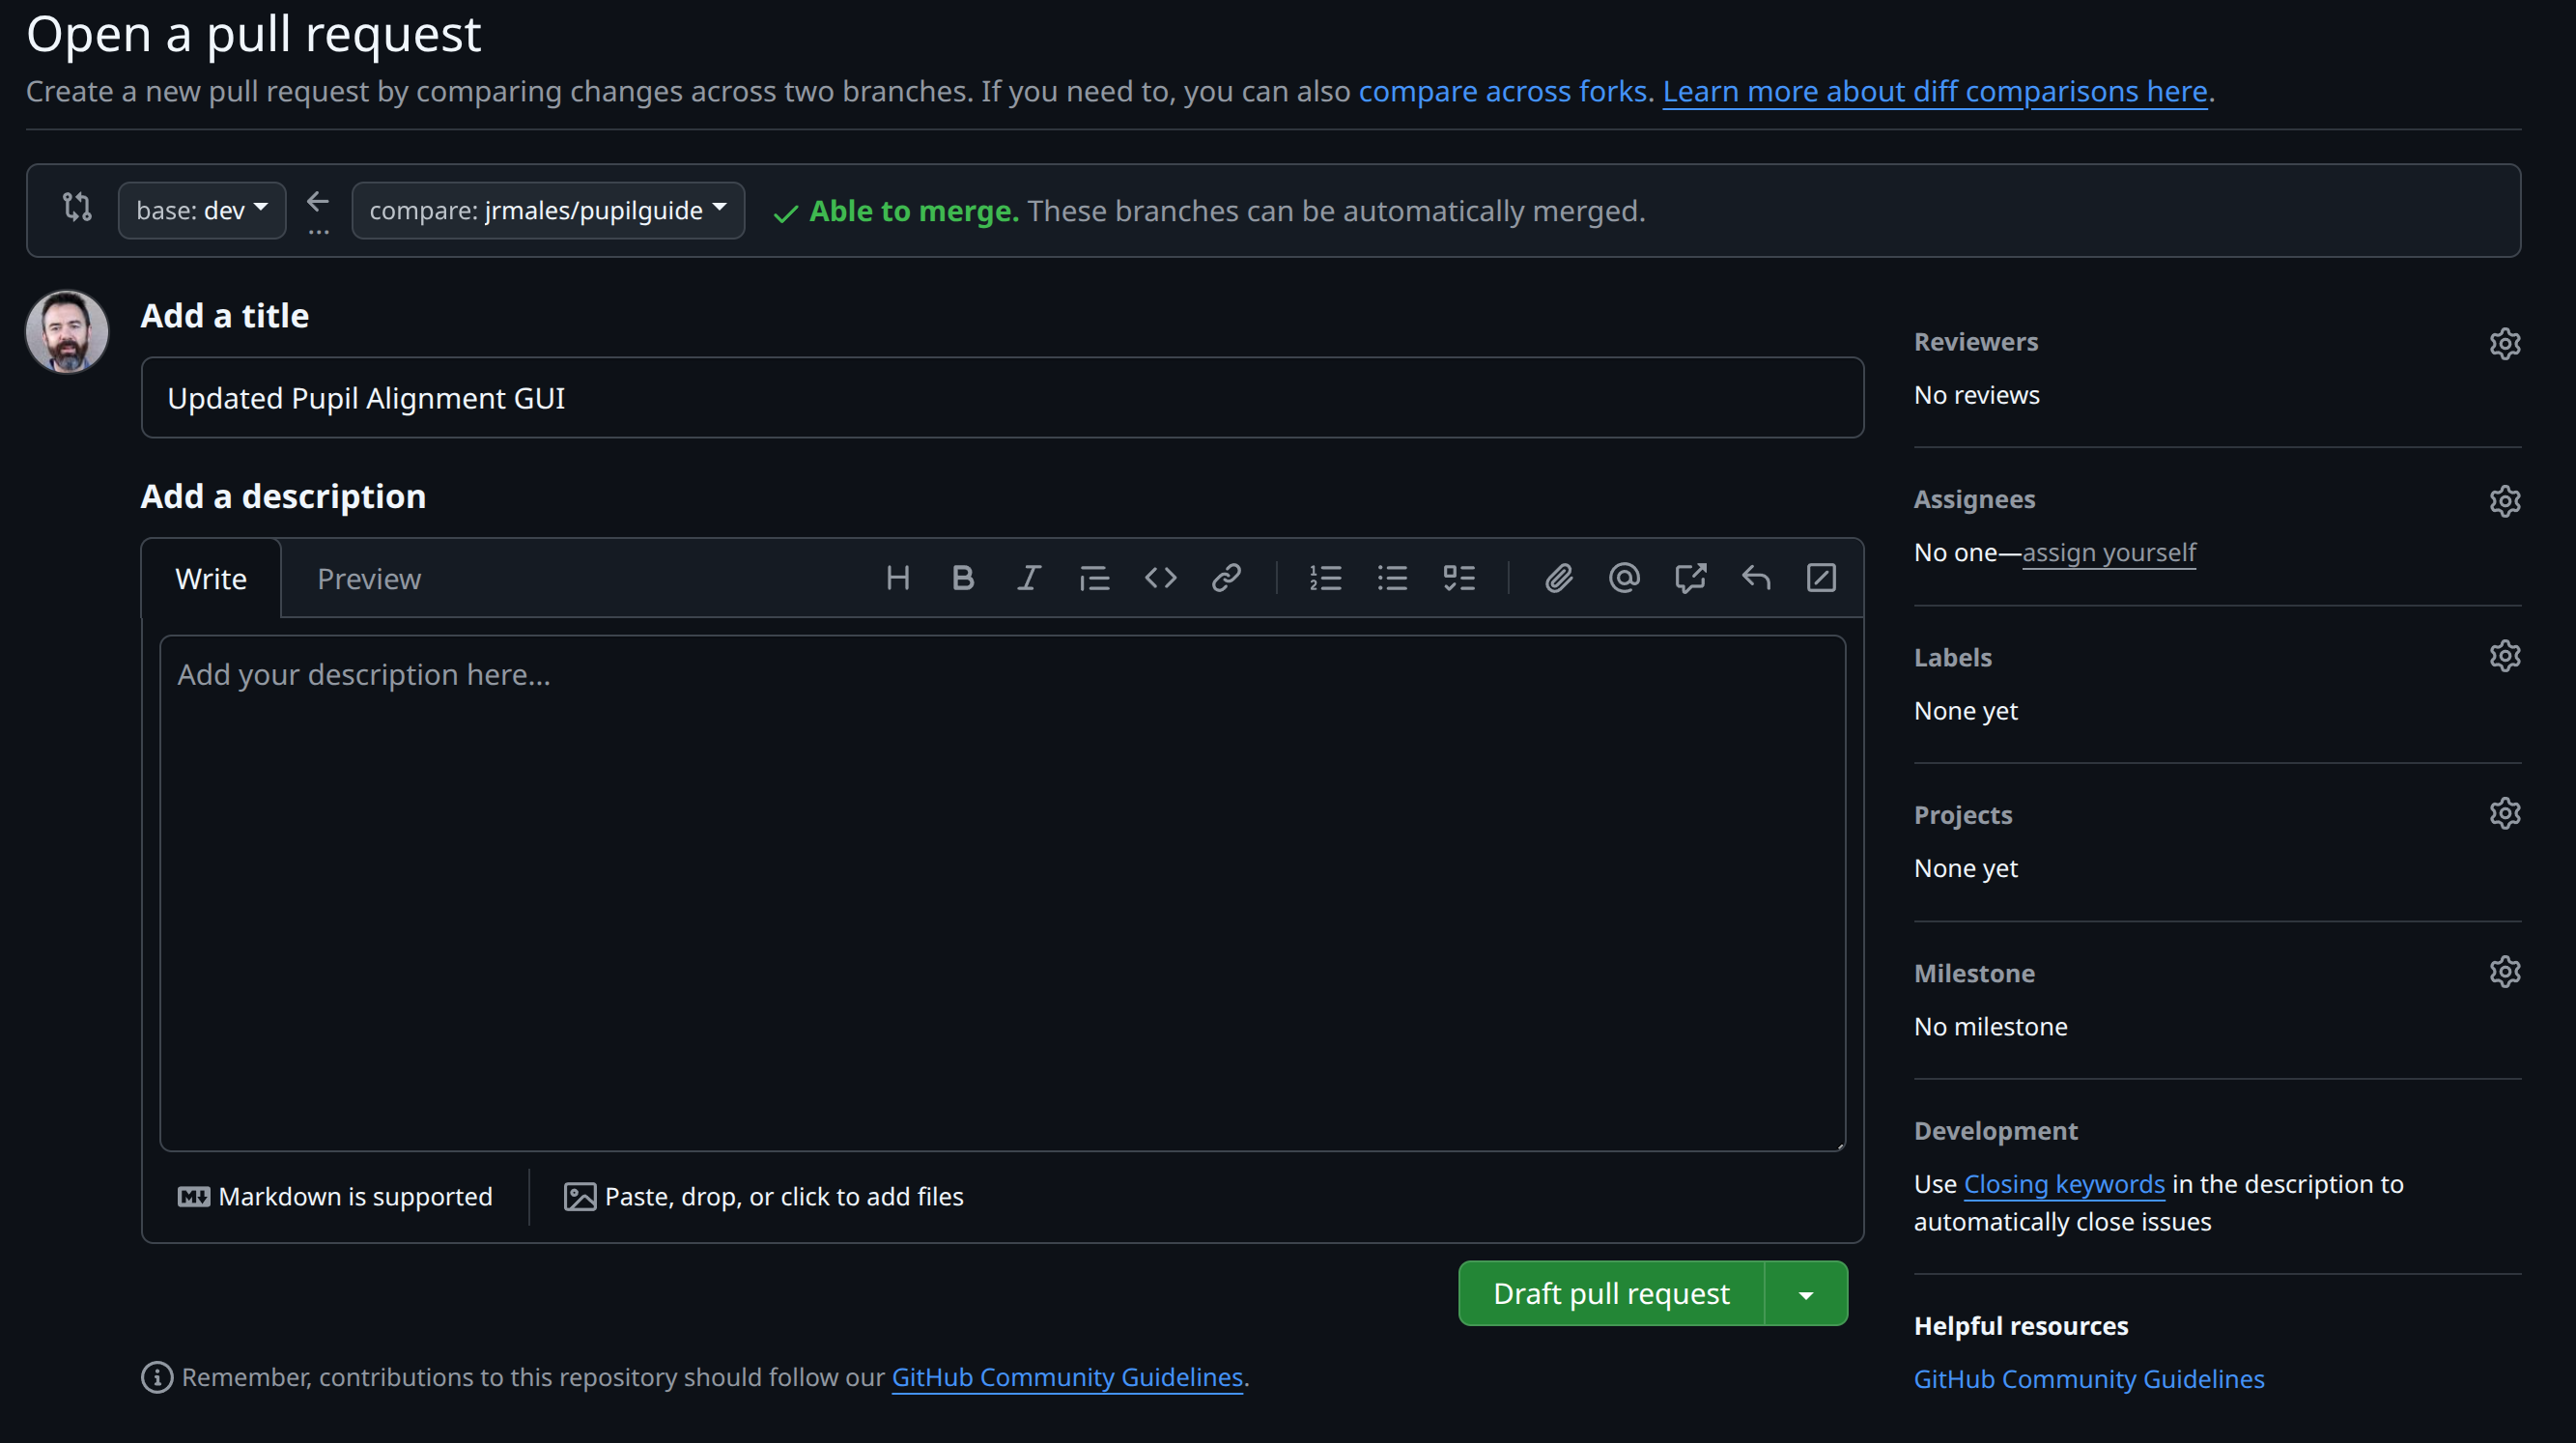 Open a pull request
Create a new pull request by comparing changes across two branches. If you need to, you can also compare across forks. Learn more about diff comparisons here.
base: dev
compare: jrmales/pupilguide
Able to merge. These branches can be automatically merged.
Add a title
Updated Pupil Alignment GUI
Add a description
Write
Preview
Add your description here...
Markdown is supported
Paste, drop, or click to add files
Draft pull request
Remember, contributions to this repository should follow our GitHub Community Guidelines.
Reviewers
No reviews
Assignees
No one—assign yourself
Labels
None yet
Projects
None yet
Milestone
No milestone
Development
Use Closing keywords in the description to
automatically close issues
Helpful resources
GitHub Community Guidelines